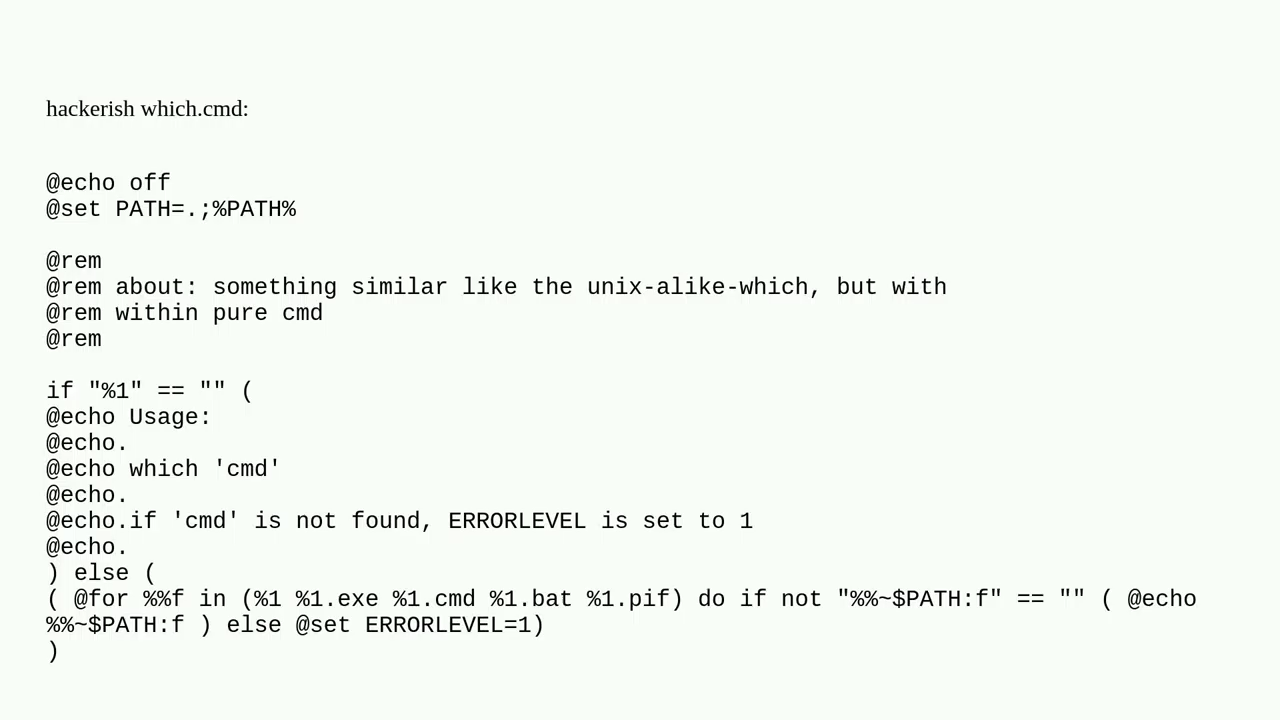 hackerish which.cmd:
@echo off
@set PATH=.;%PATH%
@rem
@rem about: something similar like the unix-alike-which, but with
@rem within pure cmd
@rem
if "%1" == "" (
@echo Usage:
@echo.
@echo which 'cmd'
@echo.
@echo.if 'cmd' is not found, ERRORLEVEL is set to 1
@echo.
) else (
( @for %%f in (%1 %1.exe %1.cmd %1.bat %1.pif) do if not "%%~$PATH:f" == "" ( @echo
%%~$PATH:f ) else @set ERRORLEVEL=1)
)